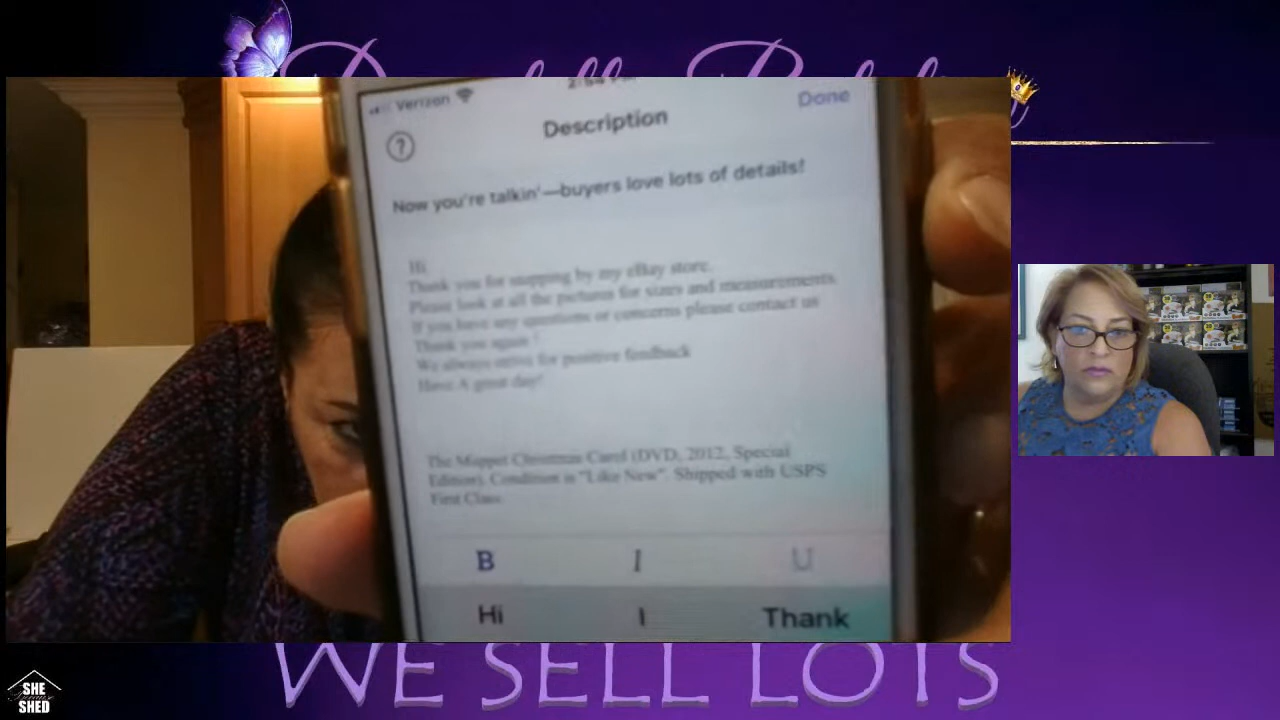 Verizon
2:54 PM
Done
?
Description
Now you're talkin'—buyers love lots of details!
Hi
Thank you for stopping by my eBay store.
Please look at all the pictures for sizes and measurements.
If you have any questions or concerns please contact us
Thank you again !
We always strive for positive feedback
Have A great day!
The Muppet Christmas Carol (DVD, 2012, Special
Edition). Condition is "Like New". Shipped with USPS
First Class.
B I U
Hi I Thank
WE SELL LOTS
SHE
SHED